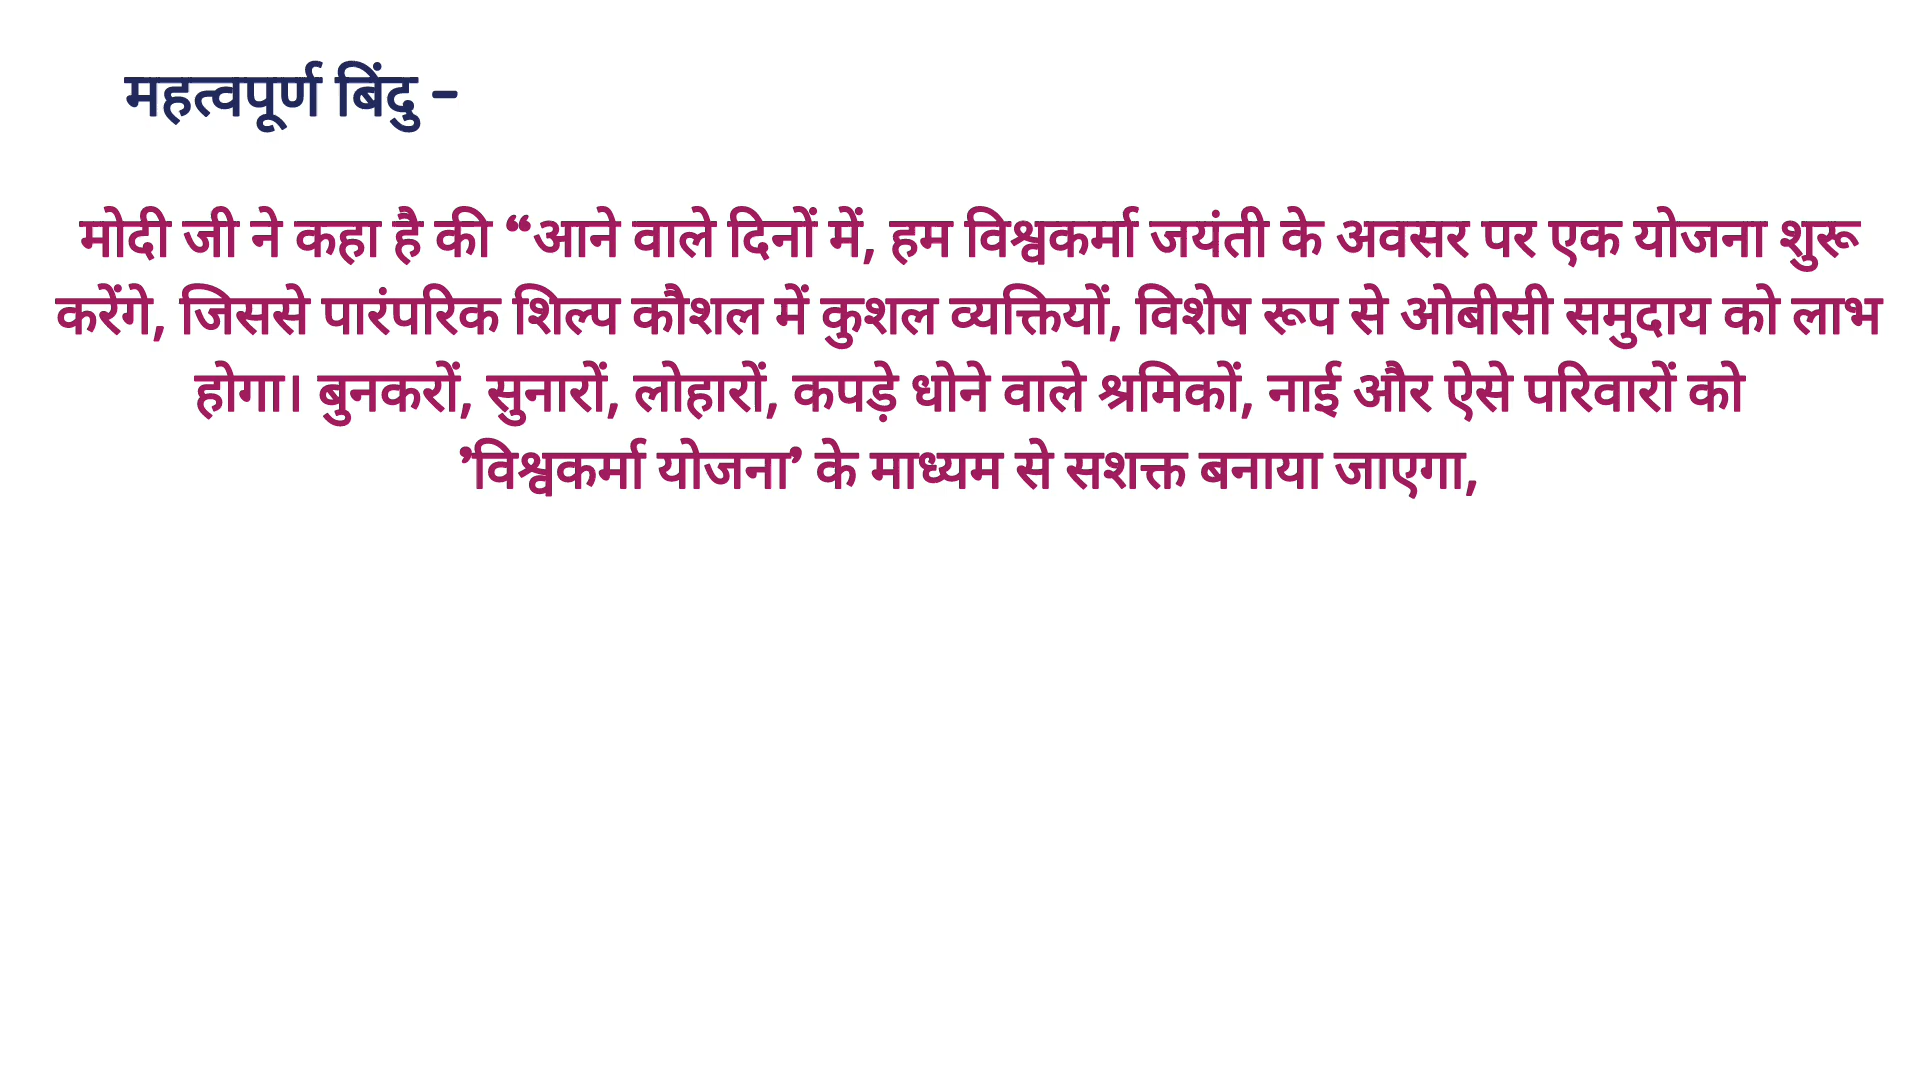 महत्वपूर्ण बिंदु –
मोदी जी ने कहा है की “आने वाले दिनों में, हम विश्वकर्मा जयंती के अवसर पर एक योजना शुरू
करेंगे, जिससे पारंपरिक शिल्प कौशल में कुशल व्यक्तियों, विशेष रूप से ओबीसी समुदाय को लाभ
होगा। बुनकरों, सुनारों, लोहारों, कपड़े धोने वाले श्रमिकों, नाई और ऐसे परिवारों को
’विश्वकर्मा योजना’ के माध्यम से सशक्त बनाया जाएगा,